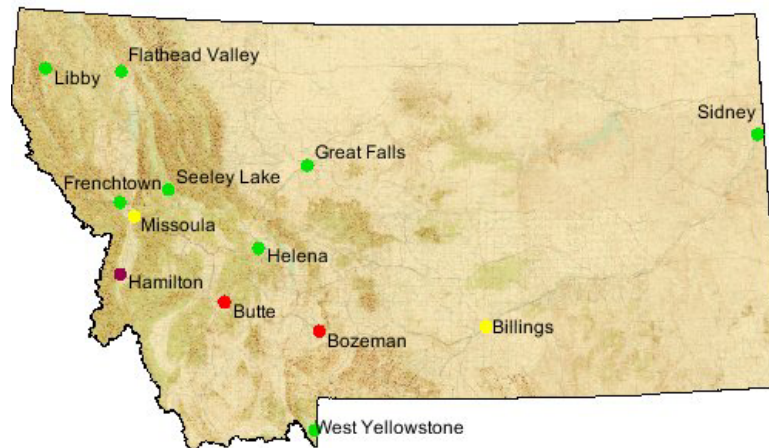 Flathead Valley
Libby
Sidney
Great Falls
Seeley Lake
Frenchtown
Missoula
Helena
Hamilton
Butte
Billings
Bozeman
West Yellowstone